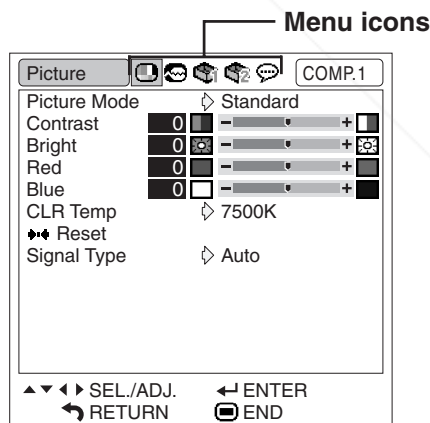 Menu icons
Picture COMP.1
Picture Mode Standard
Contrast 0 - +
Bright 0 - +
Red 0 - +
Blue 0 - +
CLR Temp 7500K
Reset
Signal Type Auto
SEL./ADJ. ENTER
RETURN END